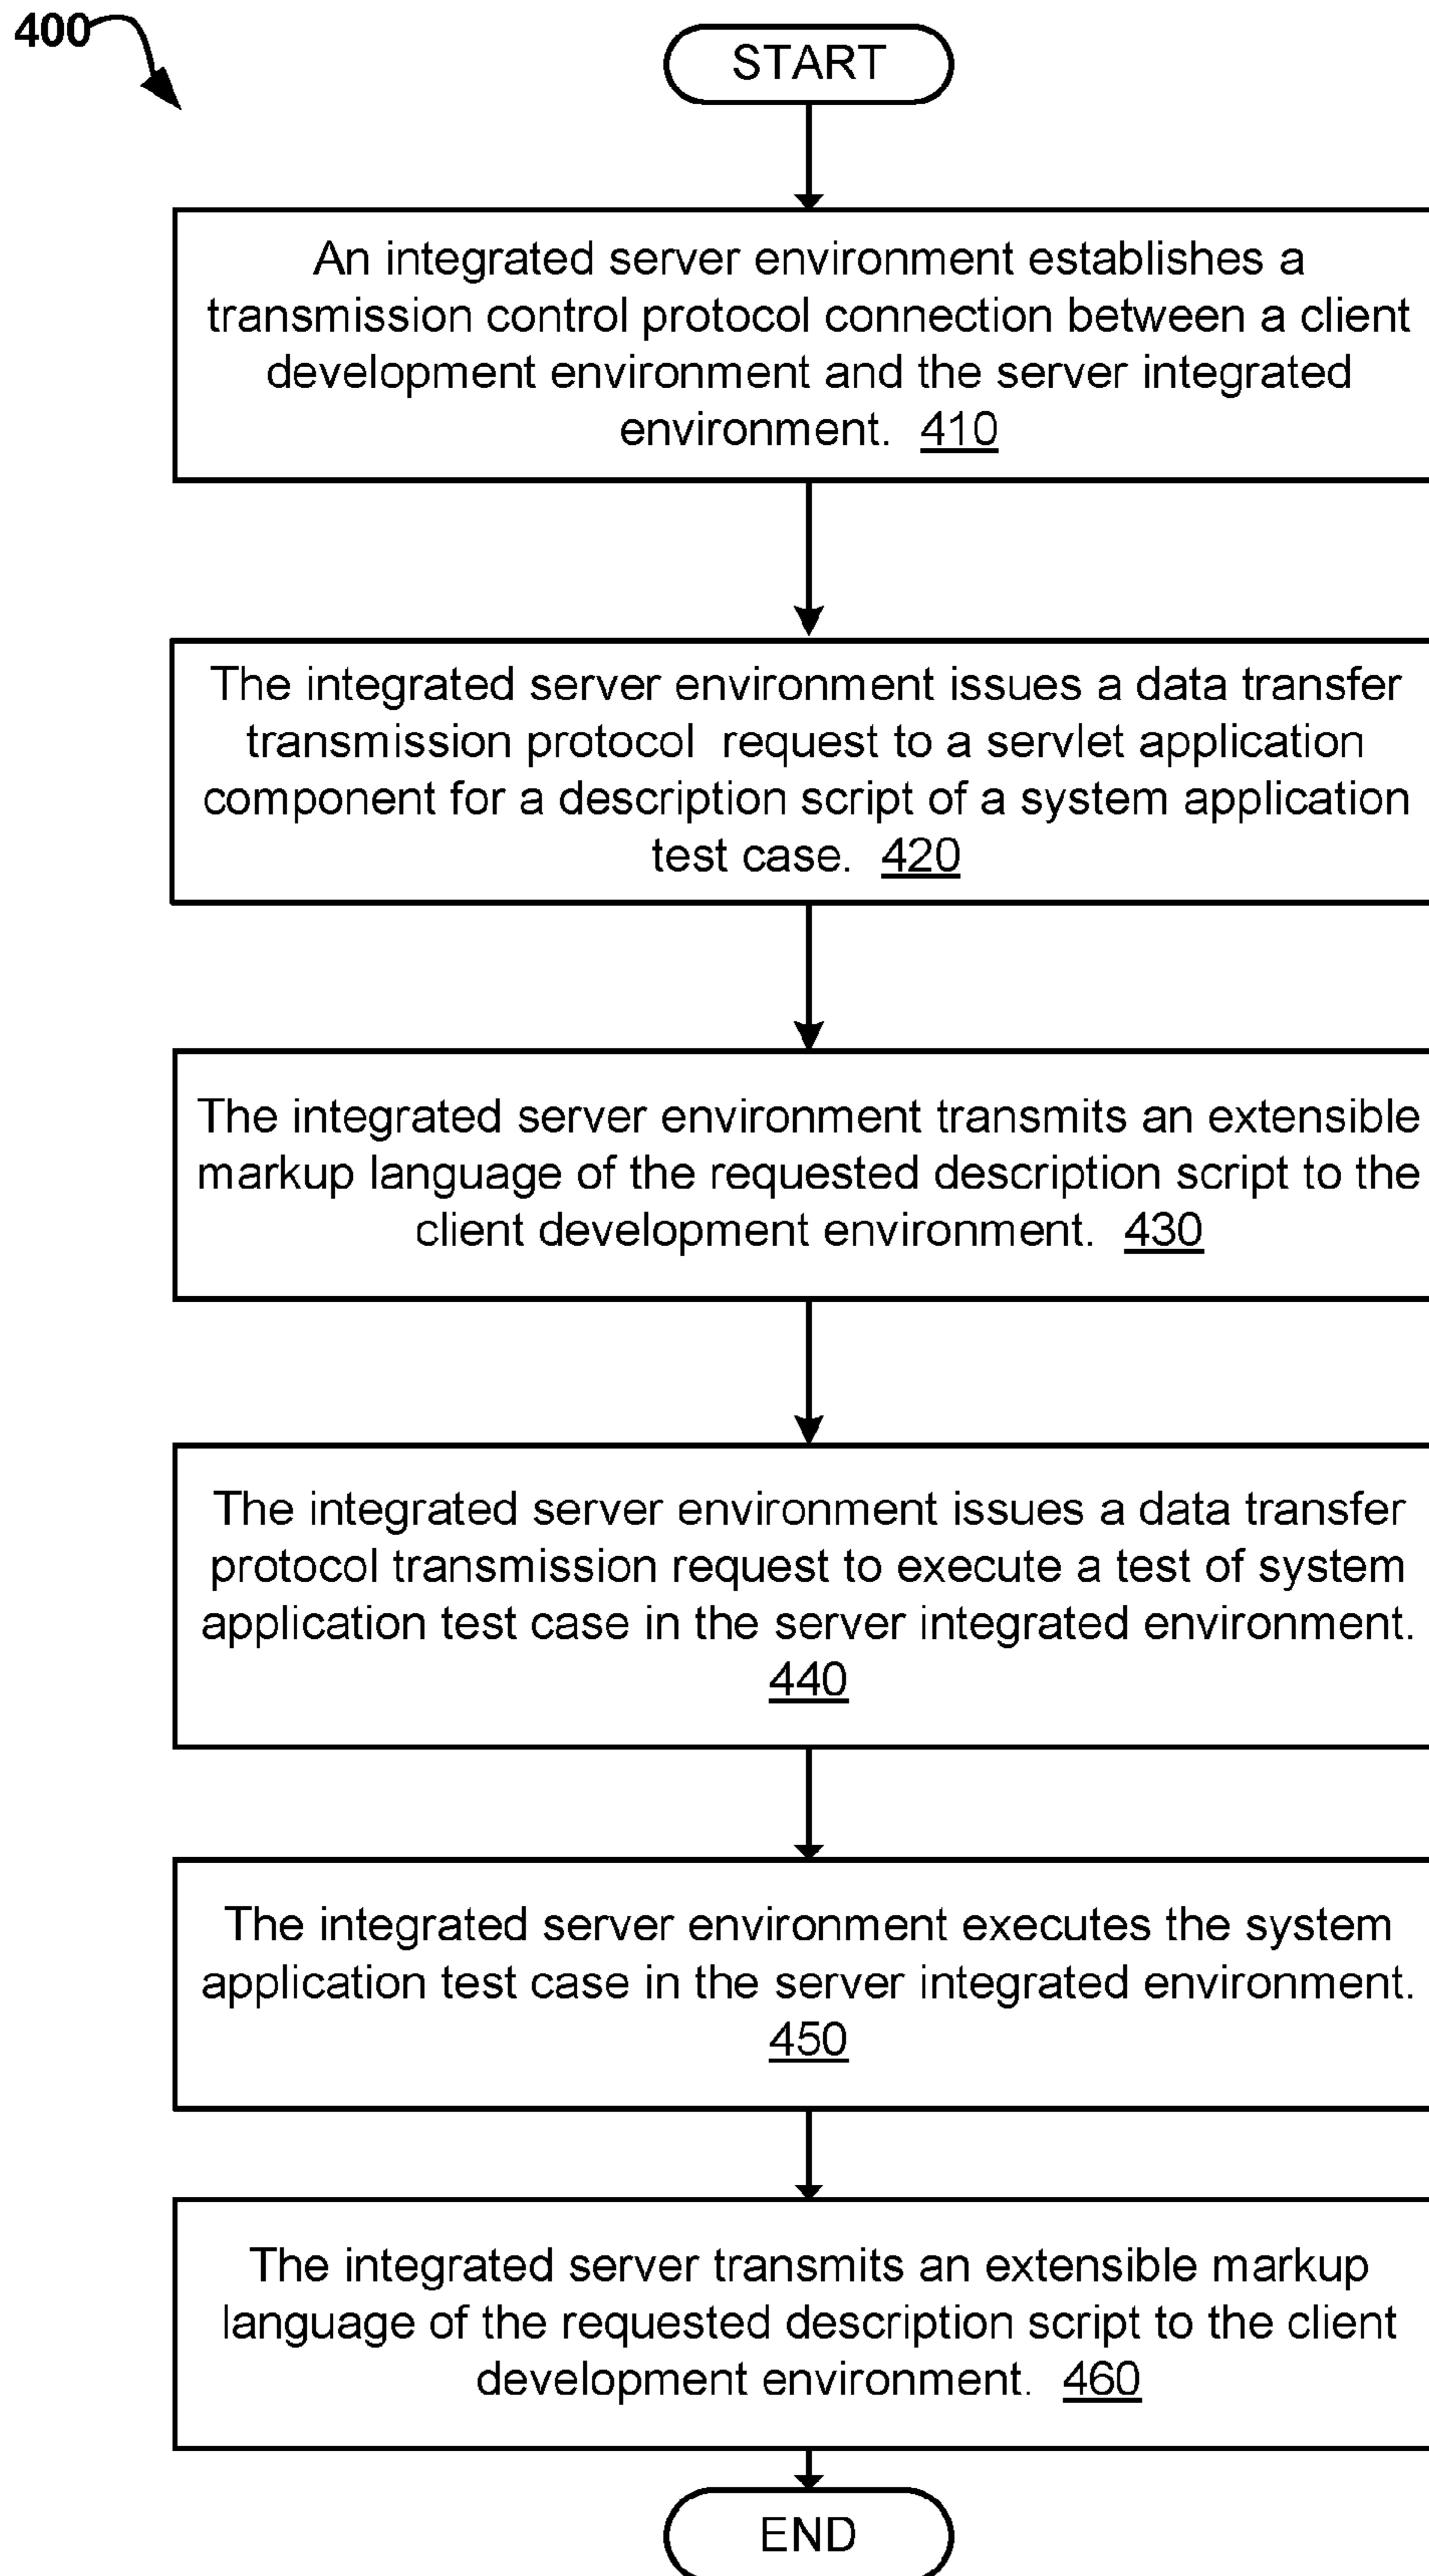 400
START
An integrated server environment establishes a
transmission control protocol connection between a client
development environment and the server integrated
environment. 410
The integrated server environment issues a data transfer
transmission protocol request to a servlet application
component for a description script of a system application
test case. 420
The integrated server environment transmits an extensible
markup language of the requested description script to the
client development environment. 430
The integrated server environment issues a data transfer
protocol transmission request to execute a test of system
application test case in the server integrated environment.
440
The integrated server environment executes the system
application test case in the server integrated environment.
450
The integrated server transmits an extensible markup
language of the requested description script to the client
development environment. 460
END